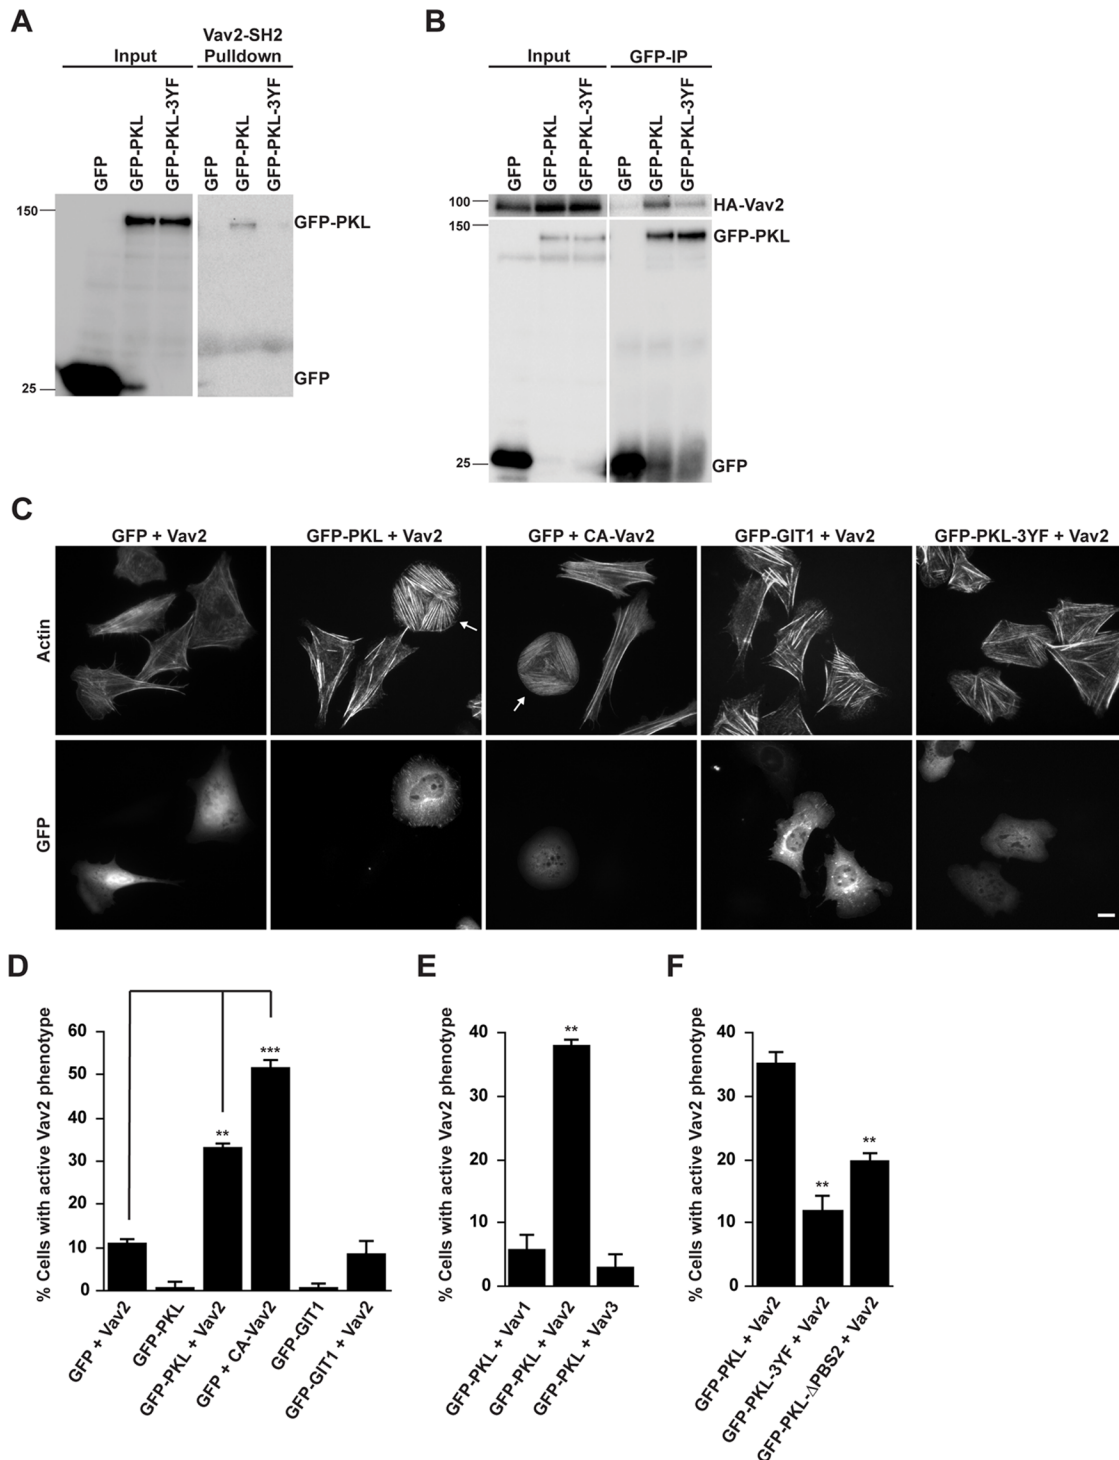 A
Input
Vav2-SH2
Pulldown
GFP
GFP-PKL
GFP-PKL-3YF
GFP
GFP-PKL
GFP-PKL-3YF
150
GFP-PKL
25
GFP
B
Input
GFP-IP
GFP
GFP-PKL
GFP-PKL-3YF
GFP
GFP-PKL
GFP-PKL-3YF
100
HA-Vav2
150
GFP-PKL
25
GFP
C
GFP + Vav2
GFP-PKL + Vav2
GFP + CA-Vav2
GFP-GIT1 + Vav2
GFP-PKL-3YF + Vav2
Actin
GFP
D
% Cells with active Vav2 phenotype
60
50
40
30
20
10
0
**
***
GFP + Vav2
GFP-PKL
GFP-PKL + Vav2
GFP + CA-Vav2
GFP-GIT1
GFP-GIT1 + Vav2
E
% Cells with active Vav2 phenotype
40
30
20
10
0
**
GFP-PKL + Vav1
GFP-PKL + Vav2
GFP-PKL + Vav3
F
% Cells with active Vav2 phenotype
40
30
20
10
0
**
**
GFP-PKL + Vav2
GFP-PKL-3YF + Vav2
GFP-PKL-ΔPBS2 + Vav2